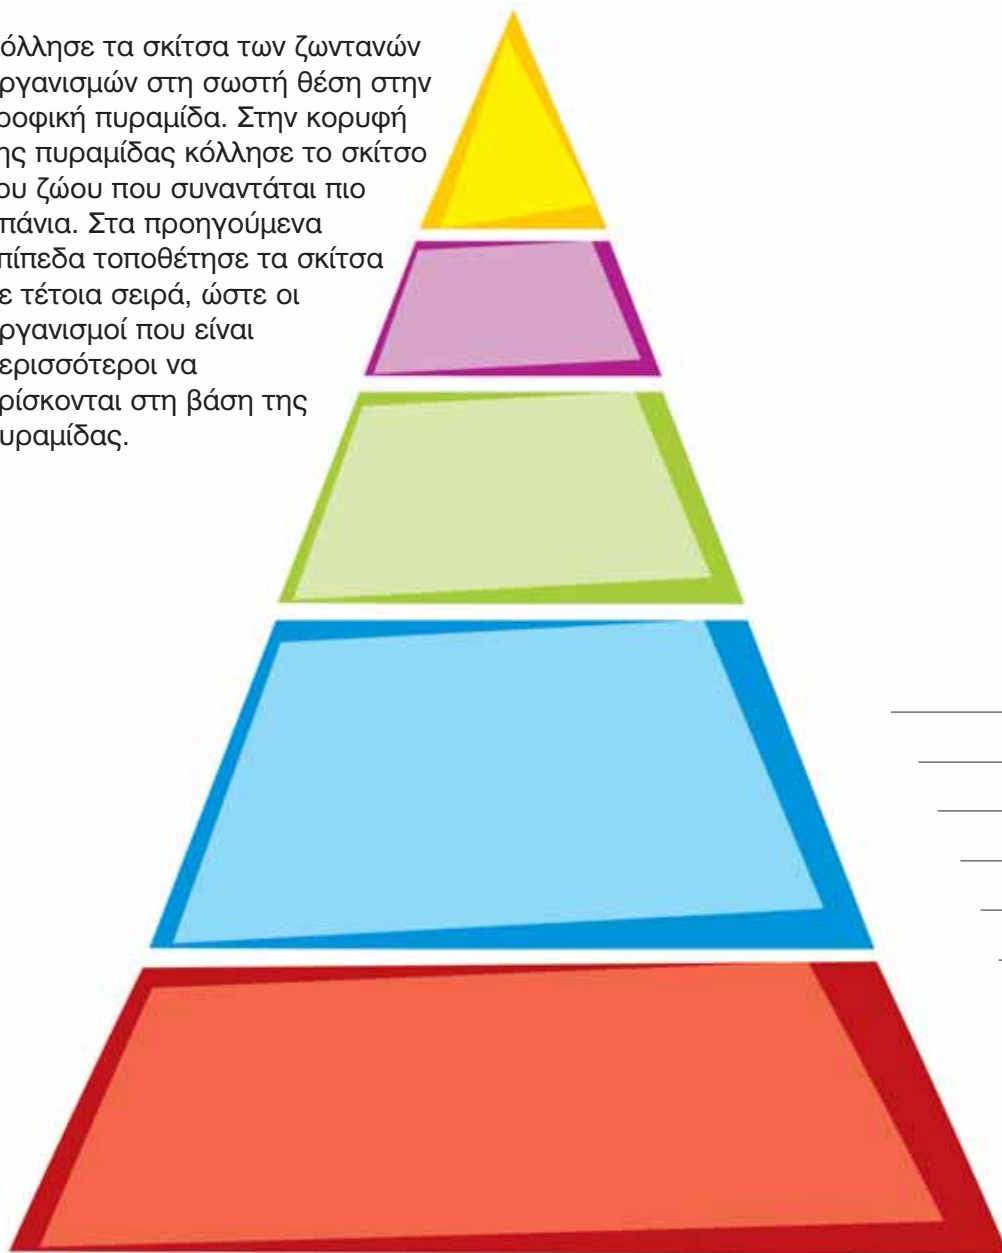 όλλησε τα σκίτσα των ζωντανών
ργανισμών στη σωστή θέση στην
ροφική πυραμίδα. Στην κορυφή
ης πυραμίδας κόλλησε το σκίτσο
ου ζώου που συναντάται πιο
πάνια. Στα προηγούμενα
πίπεδα τοποθέτησε τα σκίτσα
ε τέτοια σειρά, ώστε οι
ργανισμοί που είναι
ερισσότεροι να
ρίσκονται στη βάση της
υραμίδας.